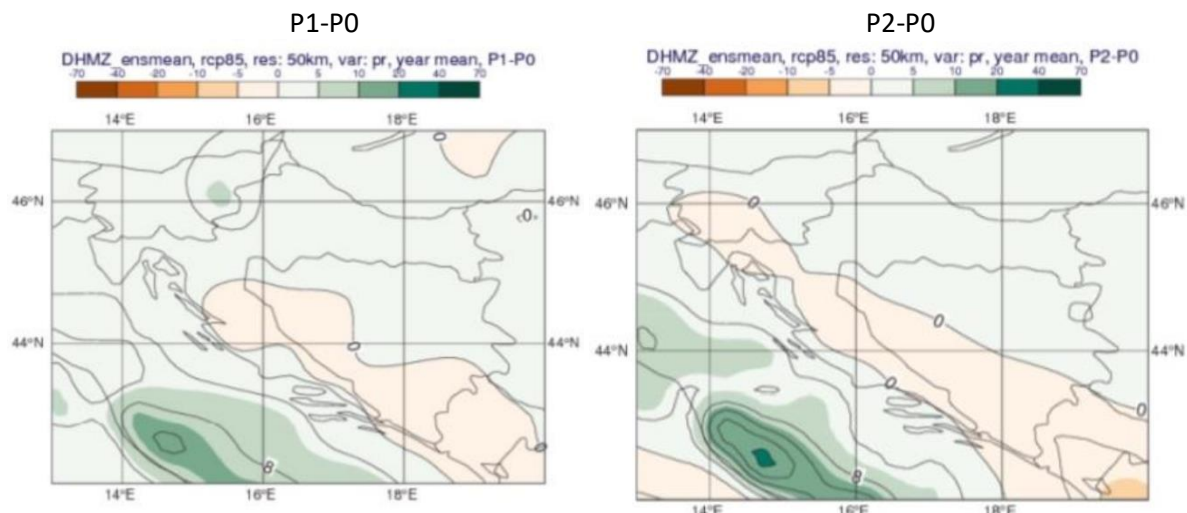 P1-P0
P2-P0
DHMZ_ensmean, rcp85, res: 50km, var: pr, year mean, P1-P0
-70 -40 -20 -10 -5 0 5 10 20 40 70
14°E 16°E 18°E
0
46°N 46°N
0
44°N 0 44°N
0
8
14°E 16°E 18°E
DHMZ_ensmean, rcp85, res: 50km, var: pr, year mean, P2-P0
-70 -40 -20 -10 -5 0 5 10 20 40 70
14°E 16°E 18°E
46°N 0 46°N
0
44°N 44°N
0
0
8
14°E 16°E 18°E